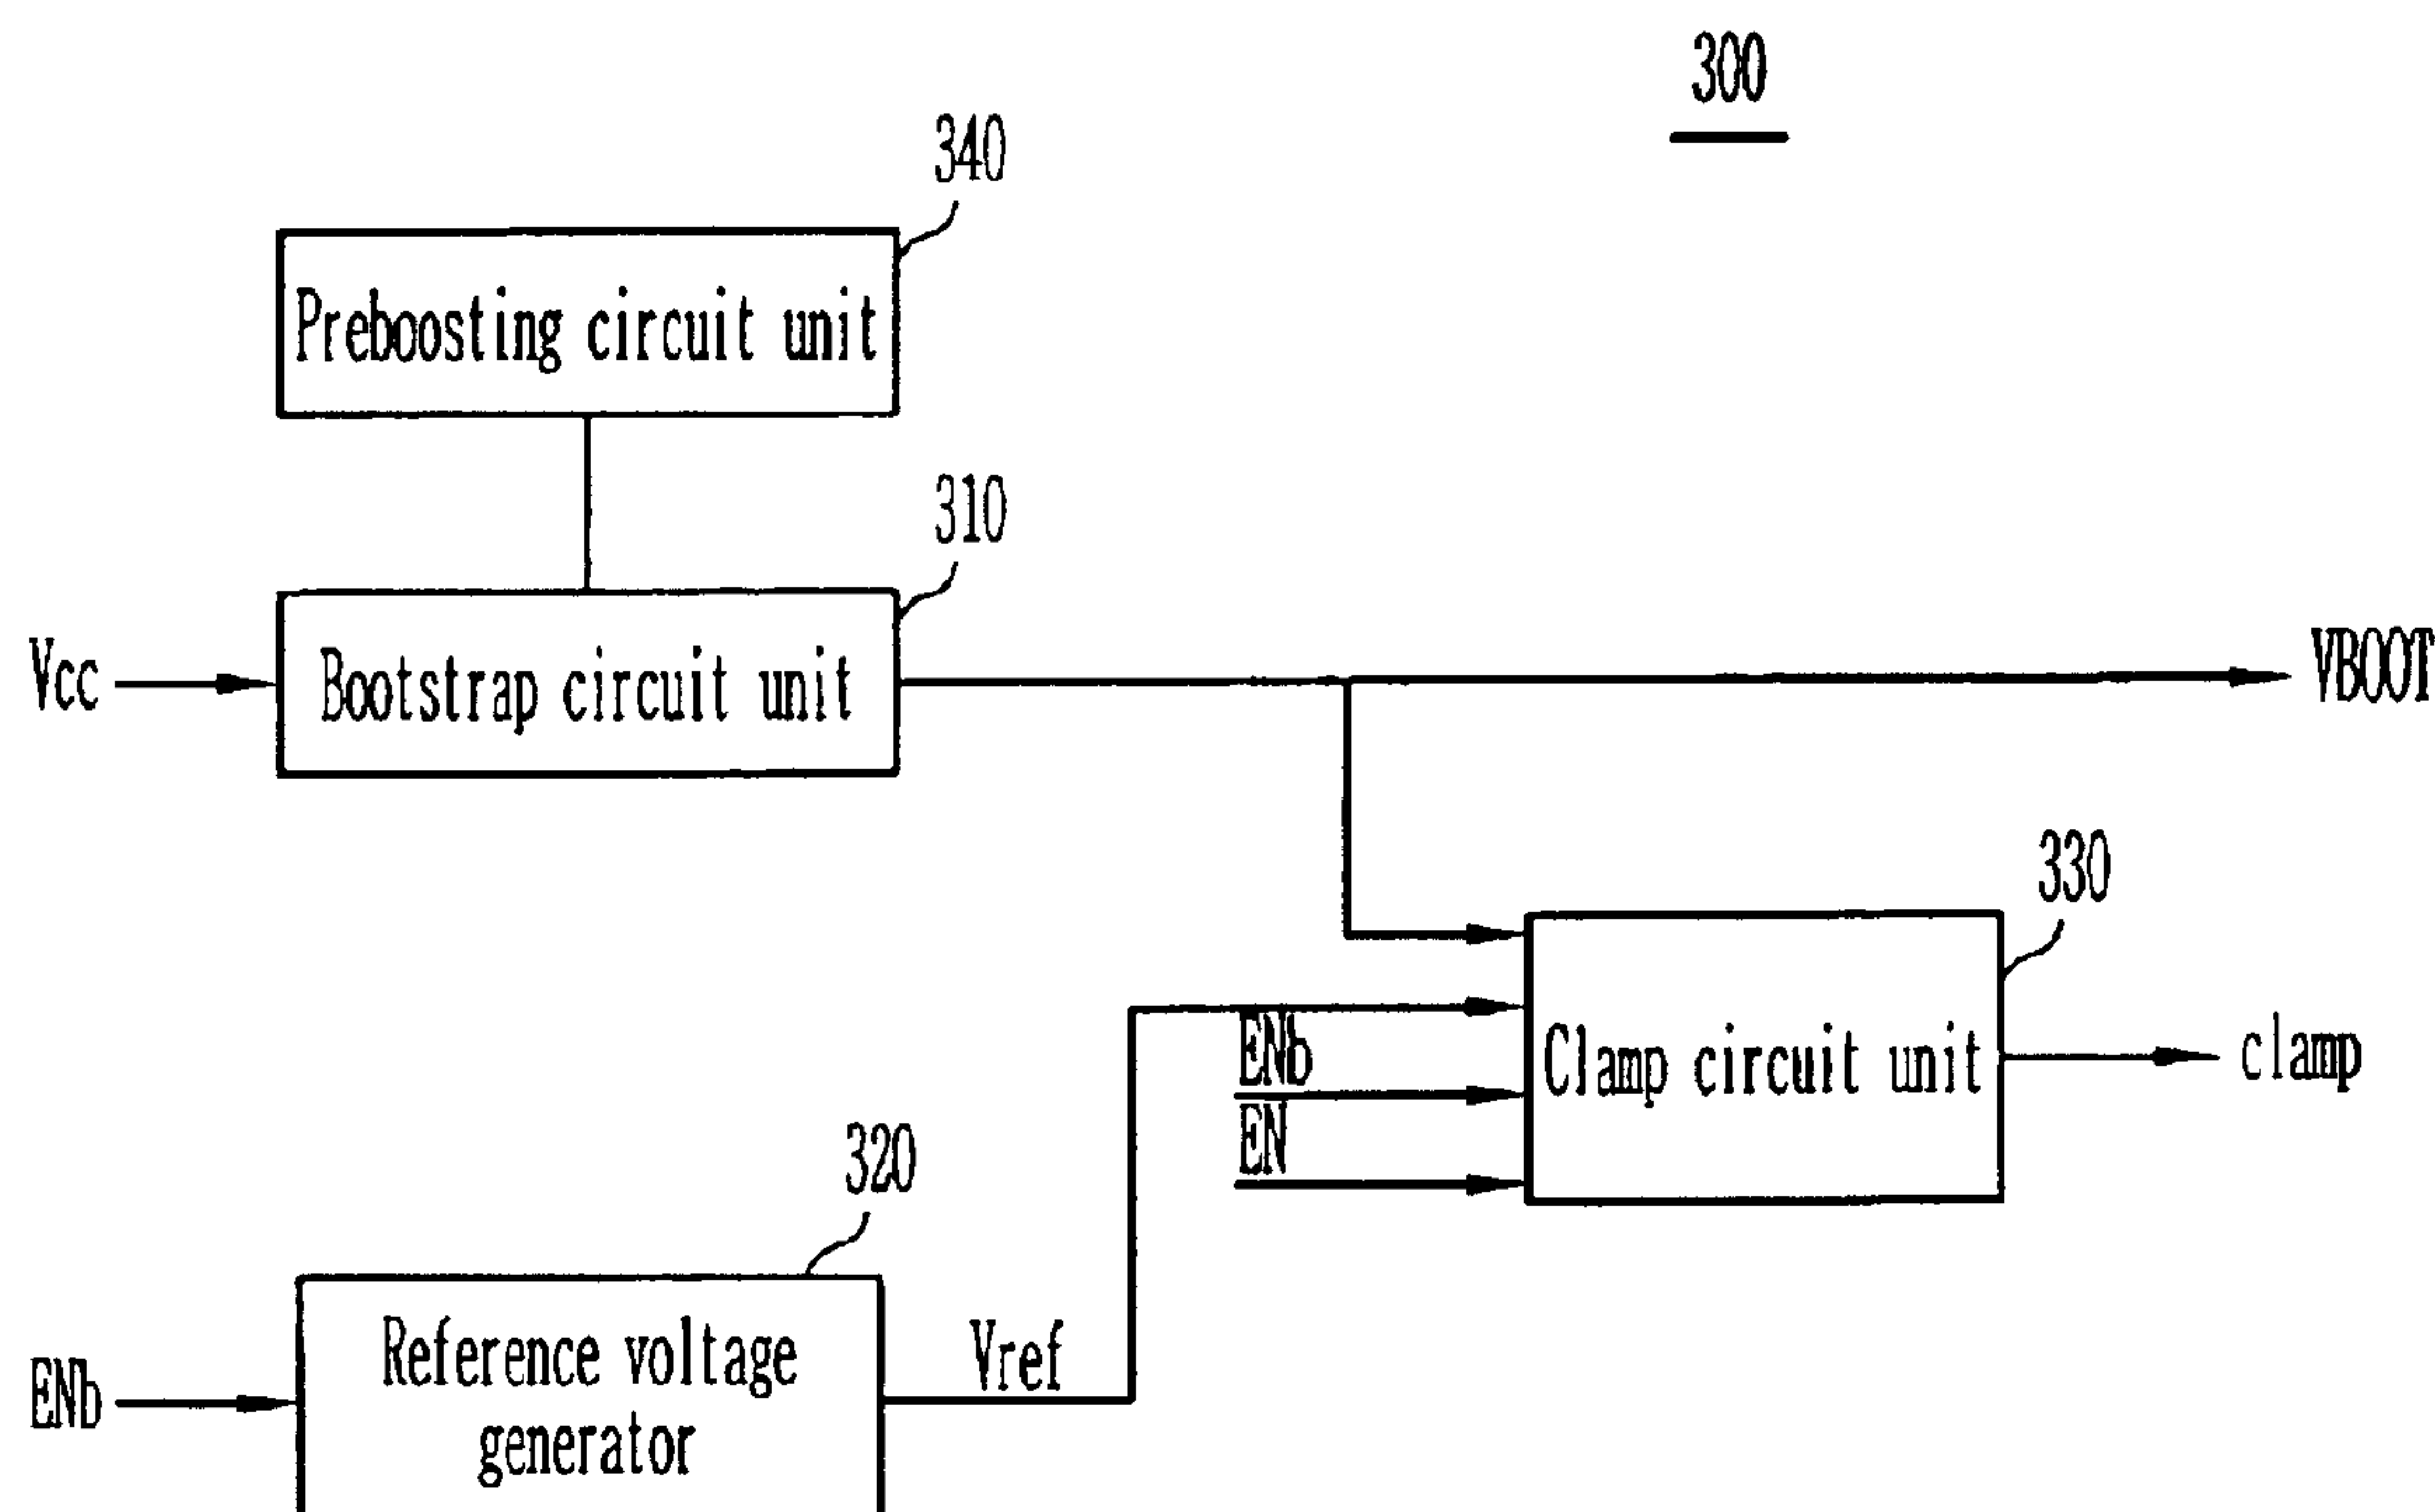 300
340
Preboosting circuit unit
310
Vcc
Bootstrap circuit unit
VBOOT
330
ENb
Clamp circuit unit
clamp
EN
320
Reference voltage
generator
Vref
ENb